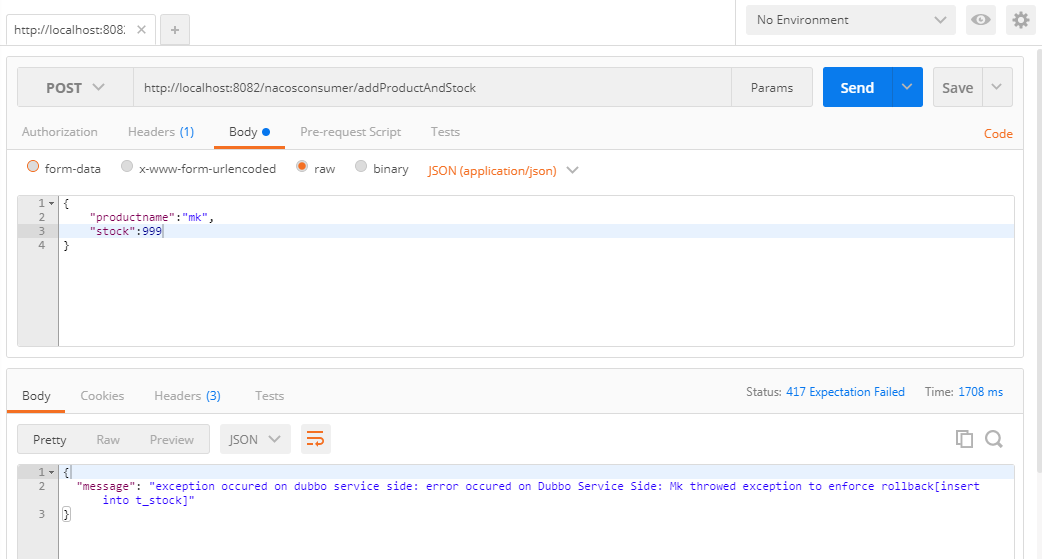 http://localhost:808: × +
No Environment
POST http://localhost:8082/nacosconsumer/addProductAndStock Params Send Save
Authorization Headers (1) Body Pre-request Script Tests Code
form-data x-www-form-urlencoded raw binary JSON (application/json)
1 {
2 "productname":"mk",
3 "stock":999
4 }
Body Cookies Headers (3) Tests Status: 417 Expectation Failed Time: 1708 ms
Pretty Raw Preview JSON
1 {
2 "message": "exception occured on dubbo service side: error occured on Dubbo Service Side: Mk throwed exception to enforce rollback[insert
into t_stock]"
3 }